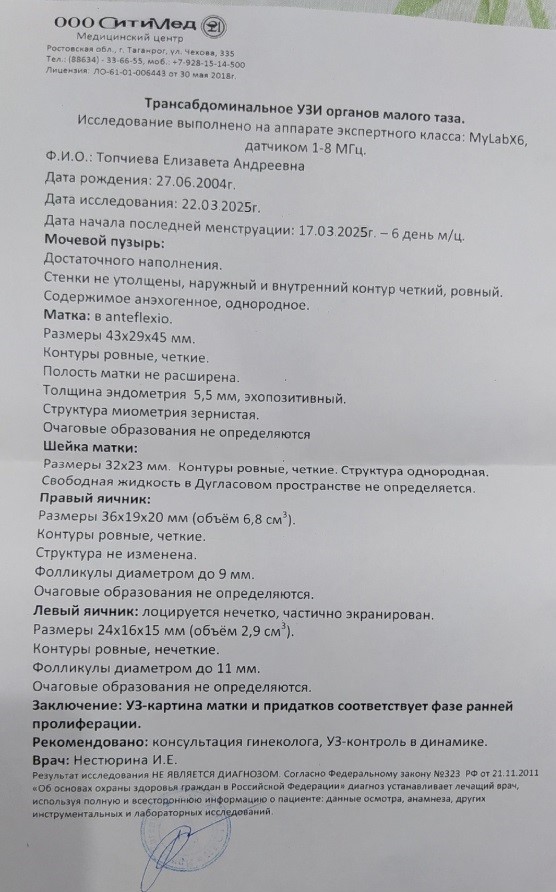 ООО СитиМед
Медицинский центр
Ростовская обл., г. Таганрог, ул. Чехова, 335
Тел.: (88634) - 33-66-55, моб.: +7-928-15-14-500
Лицензия: ЛО-61-01-006443 от 30 мая 2018г.
Трансабдоминальное УЗИ органов малого таза.
Исследование выполнено на аппарате экспертного класса: MyLabX6,
датчиком 1-8 МГц.
Ф.И.О.: Топчиева Елизавета Андреевна
Дата рождения: 27.06.2004г.
Дата исследования: 22.03 2025г.
Дата начала последней менструации: 17.03.2025г. – 6 день м/ц.
Мочевой пузырь:
Достаточного наполнения.
Стенки не утолщены, наружный и внутренний контур четкий, ровный.
Содержимое анэхогенное, однородное.
Матка: в anteflexio.
Размеры 43х29х45 мм.
Контуры ровные, четкие.
Полость матки не расширена.
Толщина эндометрия 5,5 мм, эхопозитивный.
Структура миометрия зернистая.
Очаговые образования не определяются
Шейка матки:
Размеры 32х23 мм. Контуры ровные, четкие. Структура однородная.
Свободная жидкость в Дугласовом пространстве не определяется.
Правый яичник:
Размеры 36х19х20 мм (объём 6,8 см³).
Контуры ровные, четкие.
Структура не изменена.
Фолликулы диаметром до 9 мм.
Очаговые образования не определяются.
Левый яичник: лоцируется нечетко, частично экранирован.
Размеры 24х16х15 мм (объём 2,9 см³).
Контуры ровные, нечеткие.
Фолликулы диаметром до 11 мм.
Очаговые образования не определяются.
Заключение: УЗ-картина матки и придатков соответствует фазе ранней
пролиферации.
Рекомендовано: консультация гинеколога, УЗ-контроль в динамике.
Врач: Нестюрина И.Е.
Результат исследования НЕ ЯВЛЯЕТСЯ ДИАГНОЗОМ. Согласно Федеральному закону №323 РФ от 21.11.2011
«Об основах охраны здоровья граждан в Российской Федерации» диагноз устанавливает лечащий врач,
используя полную и всестороннюю информацию о пациенте: данные осмотра, анамнеза, других
инструментальных и лабораторных исследований.